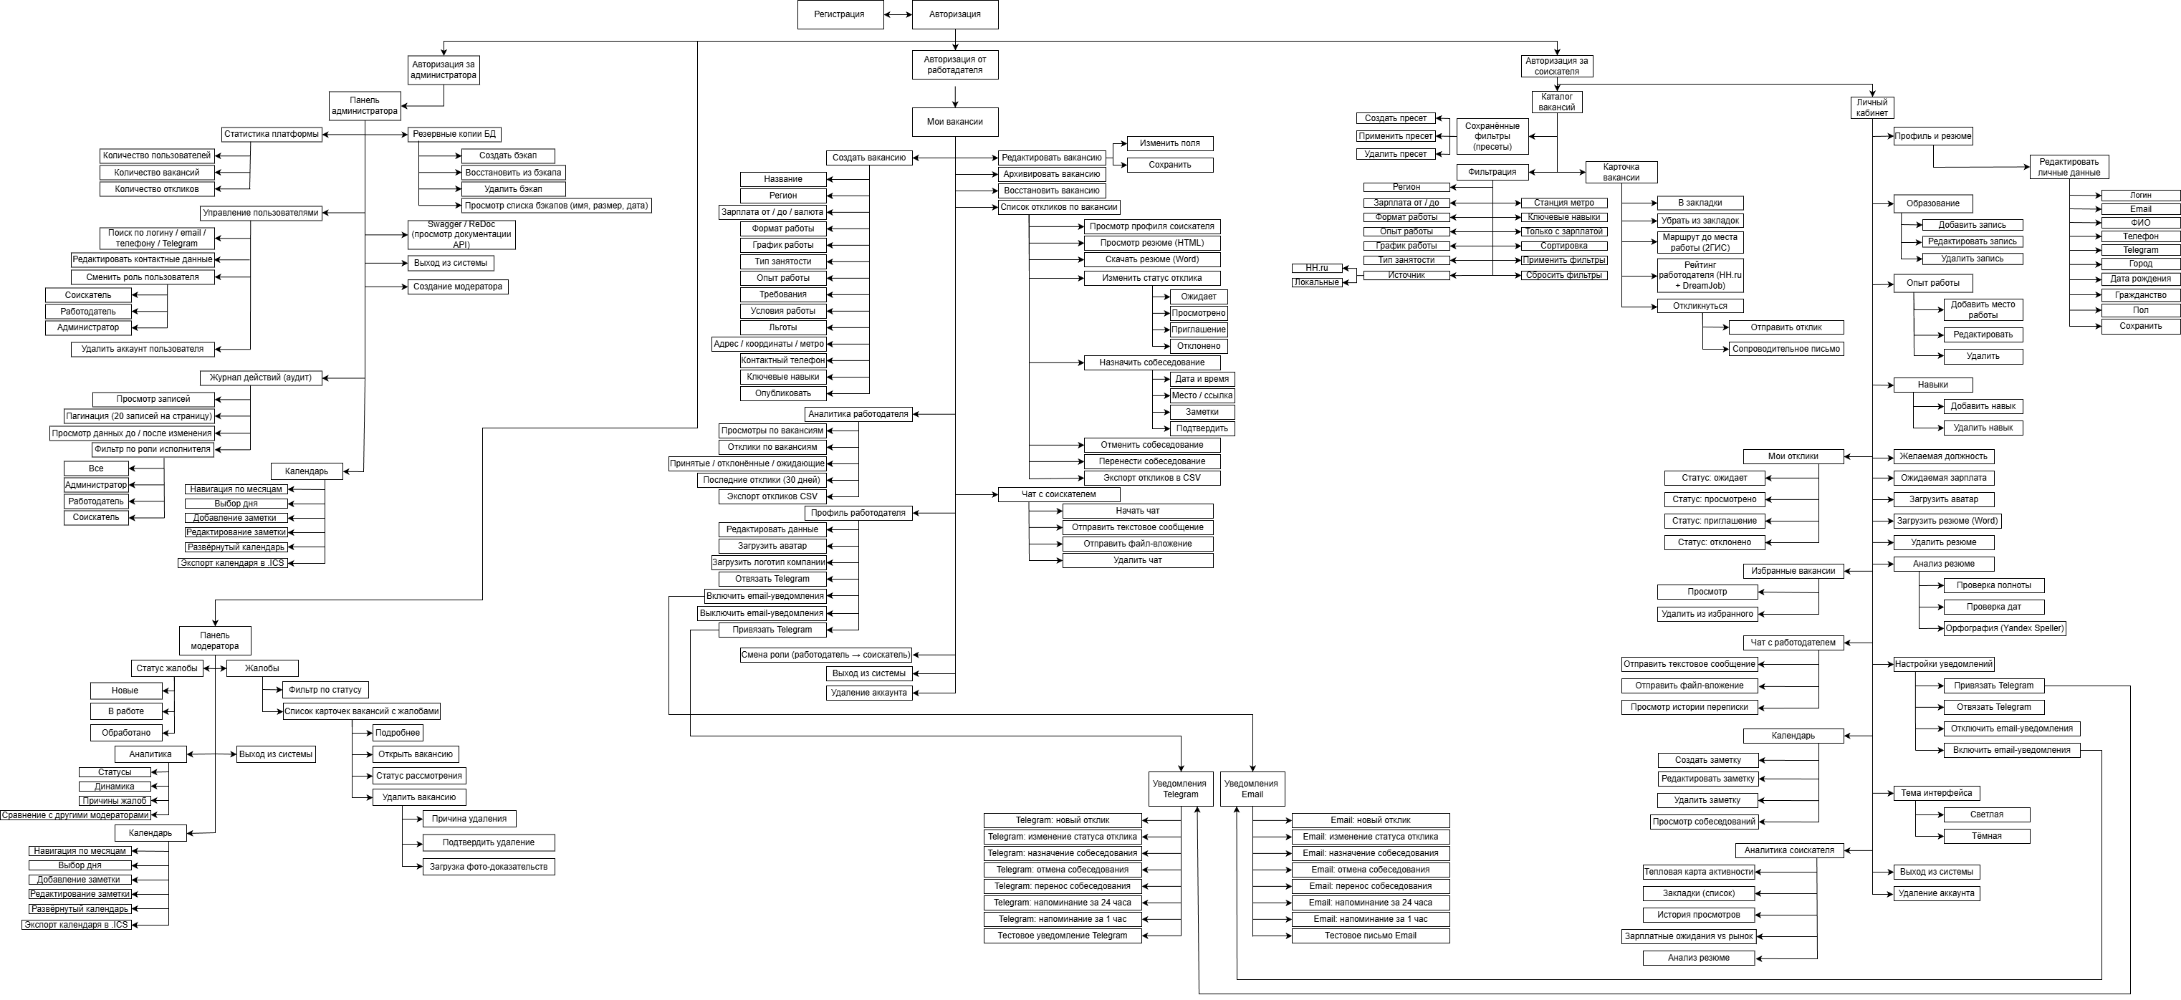 Регистрация
Авторизация
Авторизация за
администратора
Панель
администратора
Статистика платформы
Количество пользователей
Количество вакансий
Количество откликов
Управление пользователями
Поиск по логину / email /
телефону / Telegram
Редактировать контактные данные
Сменить роль пользователя
Соискатель
Работодатель
Администратор
Удалить аккаунт пользователя
Журнал действий (аудит)
Просмотр записей
Пагинация (20 записей на страницу)
Просмотр данных до / после изменения
Фильтр по роли исполнителя
Все
Администратор
Работодатель
Соискатель
Календарь
Навигация по месяцам
Выбор дня
Добавление заметки
Редактирование заметки
Развёрнутый календарь
Экспорт календаря в .ICS
Резервные копии БД
Создать бэкап
Восстановить из бэкапа
Удалить бэкап
Просмотр списка бэкапов (имя, размер, дата)
Swagger / ReDoc
(просмотр документации
API)
Выход из системы
Создание модератора
Панель
модератора
Статус жалобы
Новые
В работе
Обработано
Жалобы
Фильтр по статусу
Список карточек вакансий с жалобами
Подробнее
Открыть вакансию
Статус рассмотрения
Удалить вакансию
Причина удаления
Подтвердить удаление
Загрузка фото-доказательств
Аналитика
Выход из системы
Статусы
Динамика
Причины жалоб
Сравнение с другими модераторами
Календарь
Навигация по месяцам
Выбор дня
Добавление заметки
Редактирование заметки
Развёрнутый календарь
Экспорт календаря в .ICS
Авторизация от
работадателя
Мои вакансии
Создать вакансию
Название
Регион
Зарплата от / до / валюта
Формат работы
График работы
Тип занятости
Опыт работы
Требования
Условия работы
Льготы
Адрес / координаты / метро
Контактный телефон
Ключевые навыки
Опубликовать
Аналитика работодателя
Просмотры по вакансиям
Отклики по вакансиям
Принятые / отклонённые / ожидающие
Последние отклики (30 дней)
Экспорт откликов CSV
Профиль работодателя
Редактировать данные
Загрузить аватар
Загрузить логотип компании
Отвязать Telegram
Включить email-уведомления
Выключить email-уведомления
Привязать Telegram
Смена роли (работодатель → соискатель)
Выход из системы
Удаление аккаунта
Редактировать вакансию
Изменить поля
Сохранить
Архивировать вакансию
Восстановить вакансию
Список откликов по вакансии
Просмотр профиля соискателя
Просмотр резюме (HTML)
Скачать резюме (Word)
Изменить статус отклика
Ожидает
Просмотрено
Приглашение
Отклонено
Назначить собеседование
Дата и время
Место / ссылка
Заметки
Подтвердить
Отменить собеседование
Перенести собеседование
Экспорт откликов в CSV
Чат с соискателем
Начать чат
Отправить текстовое сообщение
Отправить файл-вложение
Удалить чат
Уведомления
Telegram
Telegram: новый отклик
Telegram: изменение статуса отклика
Telegram: назначение собеседования
Telegram: отмена собеседования
Telegram: перенос собеседования
Telegram: напоминание за 24 часа
Telegram: напоминание за 1 час
Тестовое уведомление Telegram
Уведомления
Email
Email: новый отклик
Email: изменение статуса отклика
Email: назначение собеседования
Email: отмена собеседования
Email: перенос собеседования
Email: напоминание за 24 часа
Email: напоминание за 1 час
Тестовое письмо Email
Авторизация за
соискателя
Каталог
вакансий
Сохранённые
фильтры
(пресеты)
Создать пресет
Применить пресет
Удалить пресет
Фильтрация
Регион
Зарплата от / до
Формат работы
Опыт работы
График работы
Тип занятости
Источник
HH.ru
Локальные
Станция метро
Ключевые навыки
Только с зарплатой
Сортировка
Применить фильтры
Сбросить фильтры
Карточка
вакансии
В закладки
Убрать из закладок
Маршрут до места
работы (2ГИС)
Рейтинг
работодателя (HH.ru
+ DreamJob)
Откликнуться
Отправить отклик
Сопроводительное письмо
Личный
кабинет
Профиль и резюме
Редактировать
личные данные
Логин
Email
ФИО
Телефон
Telegram
Город
Дата рождения
Гражданство
Пол
Сохранить
Образование
Добавить запись
Редактировать запись
Удалить запись
Опыт работы
Добавить место
работы
Редактировать
Удалить
Навыки
Добавить навык
Удалить навык
Желаемая должность
Ожидаемая зарплата
Загрузить аватар
Загрузить резюме (Word)
Удалить резюме
Анализ резюме
Проверка полноты
Проверка дат
Орфография (Yandex Speller)
Настройки уведомлений
Привязать Telegram
Отвязать Telegram
Отключить email-уведомления
Включить email-уведомления
Тема интерфейса
Светлая
Тёмная
Выход из системы
Удаление аккаунта
Мои отклики
Статус: ожидает
Статус: просмотрено
Статус: приглашение
Статус: отклонено
Избранные вакансии
Просмотр
Удалить из избранного
Чат с работодателем
Отправить текстовое сообщение
Отправить файл-вложение
Просмотр истории переписки
Календарь
Создать заметку
Редактировать заметку
Удалить заметку
Просмотр собеседований
Аналитика соискателя
Тепловая карта активности
Закладки (список)
История просмотров
Зарплатные ожидания vs рынок
Анализ резюме